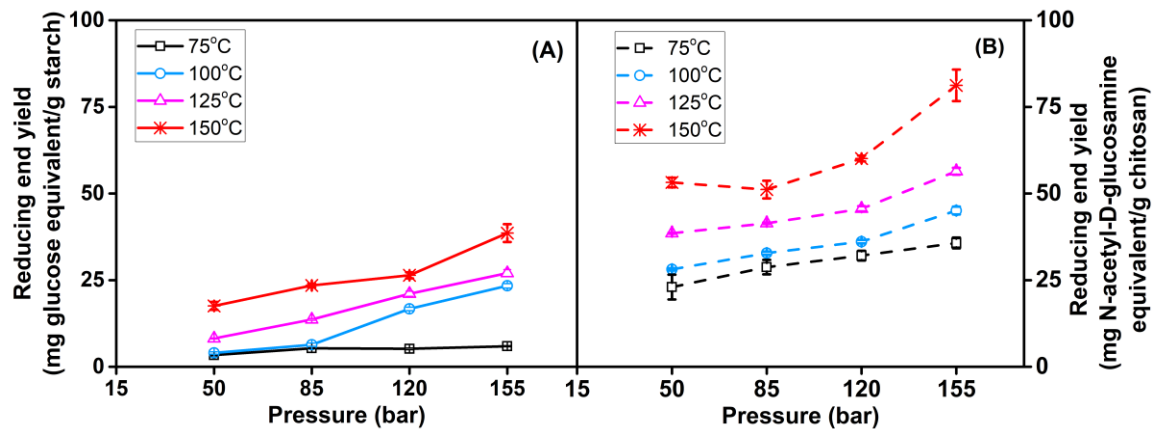 Reducing end yield
(mg glucose equivalent/g starch)
100
75
50
25
0
75°C
100°C
125°C
150°C
(A)
15
50
85
120
155
Pressure (bar)
75°C
100°C
125°C
150°C
(B)
15
50
85
120
155
Pressure (bar)
100
75
50
25
0
Reducing end yield
(mg N-acetyl-D-glucosamine
equivalent/g chitosan)